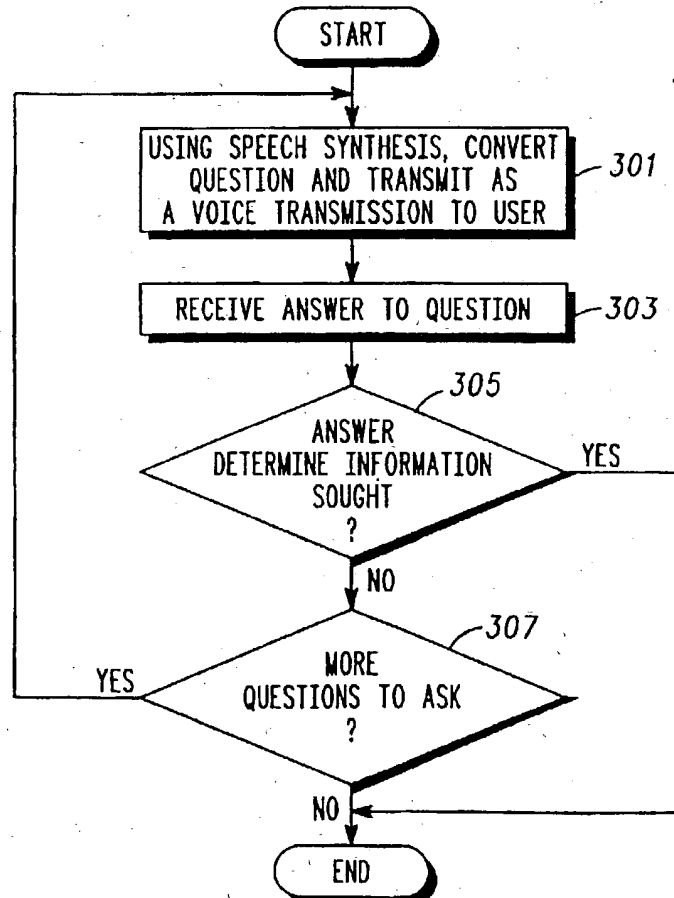 START
USING SPEECH SYNTHESIS, CONVERT
QUESTION AND TRANSMIT AS
A VOICE TRANSMISSION TO USER
301
RECEIVE ANSWER TO QUESTION
303
305
ANSWER
DETERMINE INFORMATION
SOUGHT
?
YES
NO
307
MORE
QUESTIONS TO ASK
?
YES
NO
END